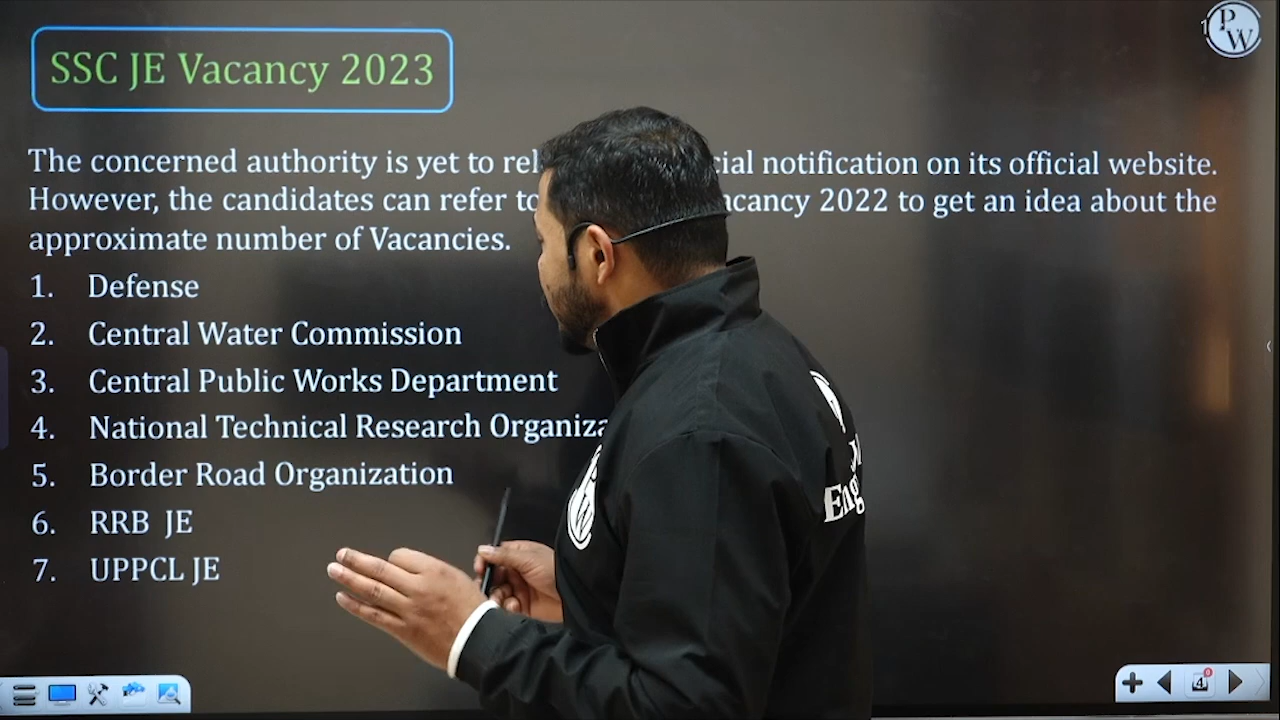 SSC JE Vacancy 2023
PW
The concerned authority is yet to rel cial notification on its official website.
However, the candidates can refer to acancy 2022 to get an idea about the
approximate number of Vacancies.
1. Defense
2. Central Water Commission
3. Central Public Works Department
4. National Technical Research Organiza
5. Border Road Organization
6. RRB JE
7. UPPCL JE
Eng
4